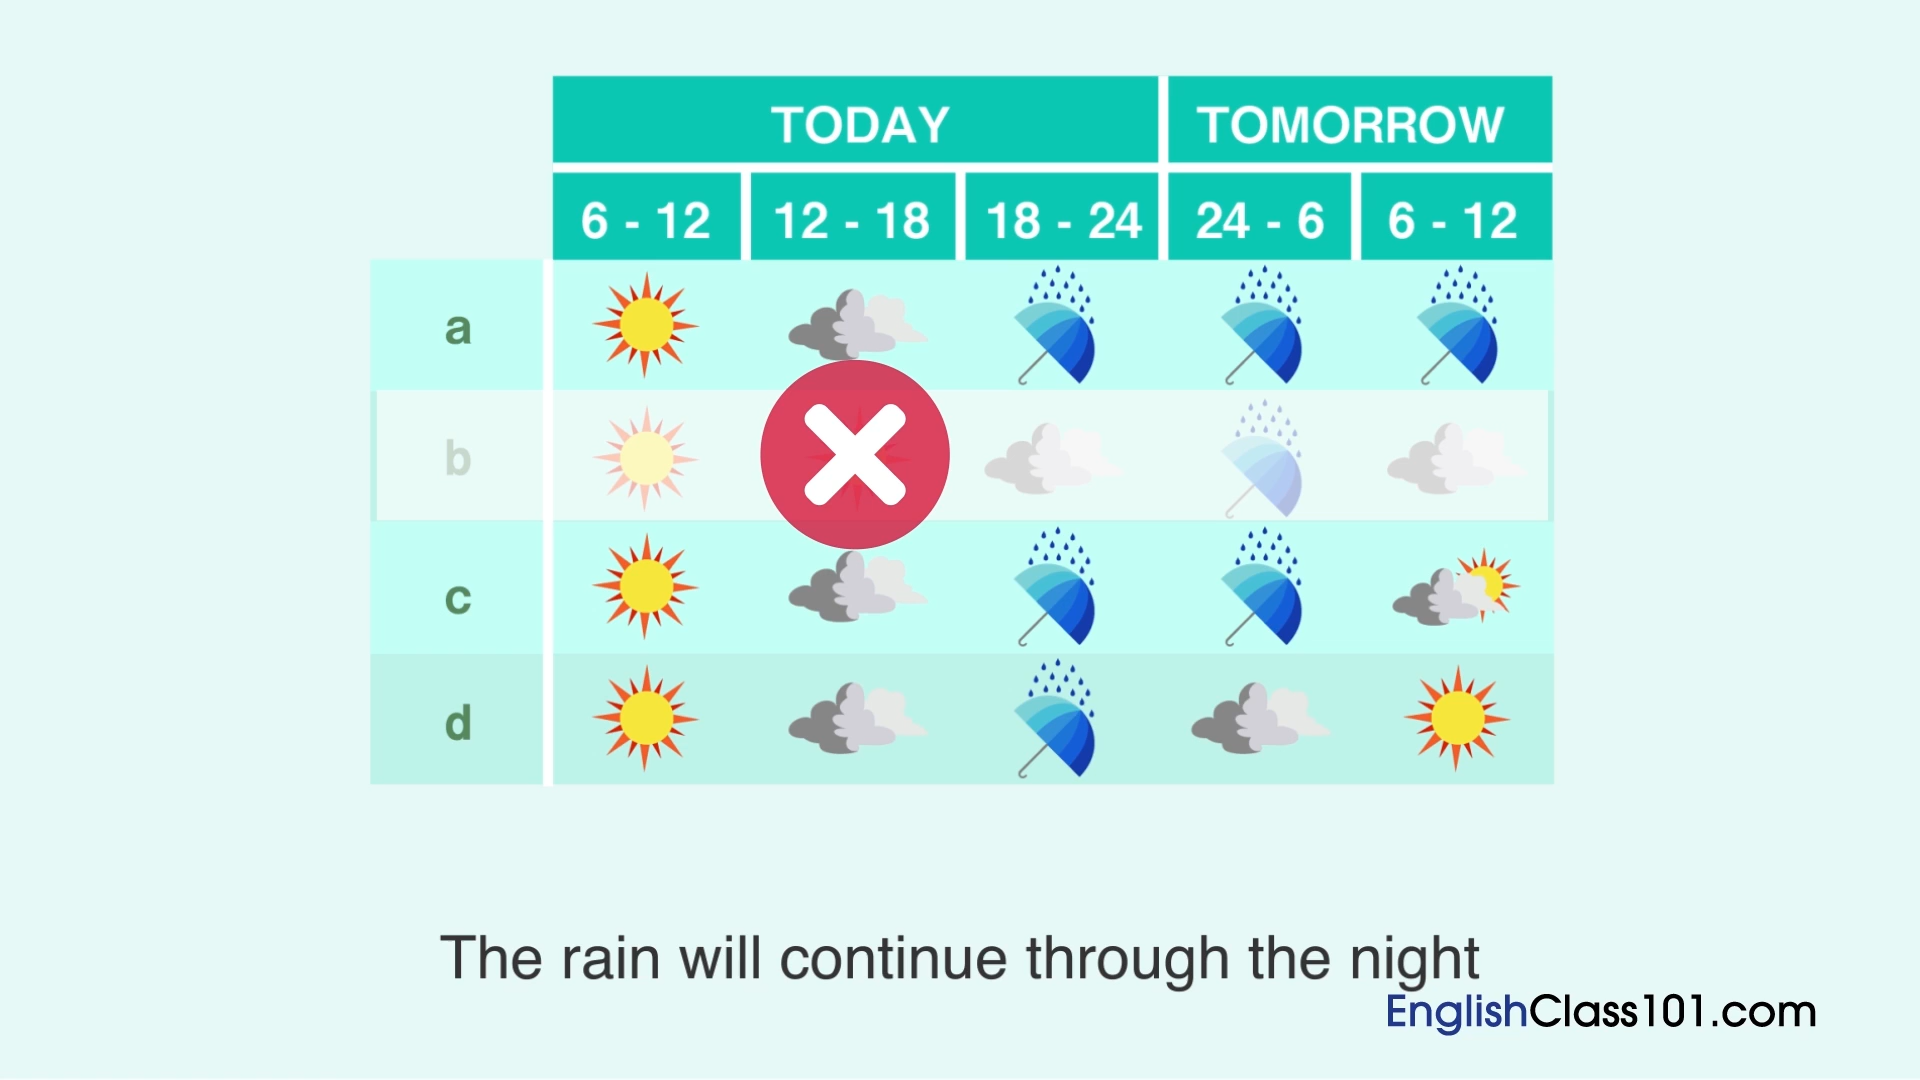 TODAY TOMORROW
6 - 12 12 - 18 18 - 24 24 - 6 6 - 12
a
b
c
d
The rain will continue through the night
EnglishClass101.com